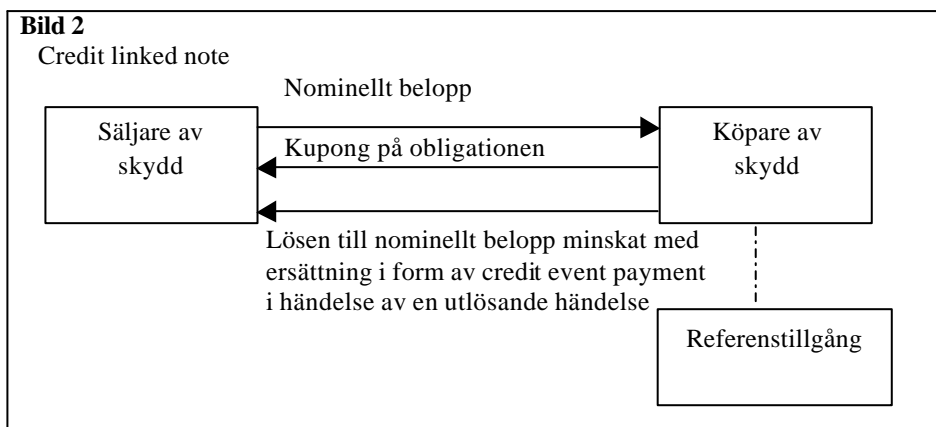 Bild 2
Credit linked note
Nominellt belopp
Säljare av
skydd
Köpare av
skydd
Kupong på obligationen
Lösen till nominellt belopp minskat med
ersättning i form av credit event payment
i händelse av en utlösande händelse
Referenstillgång